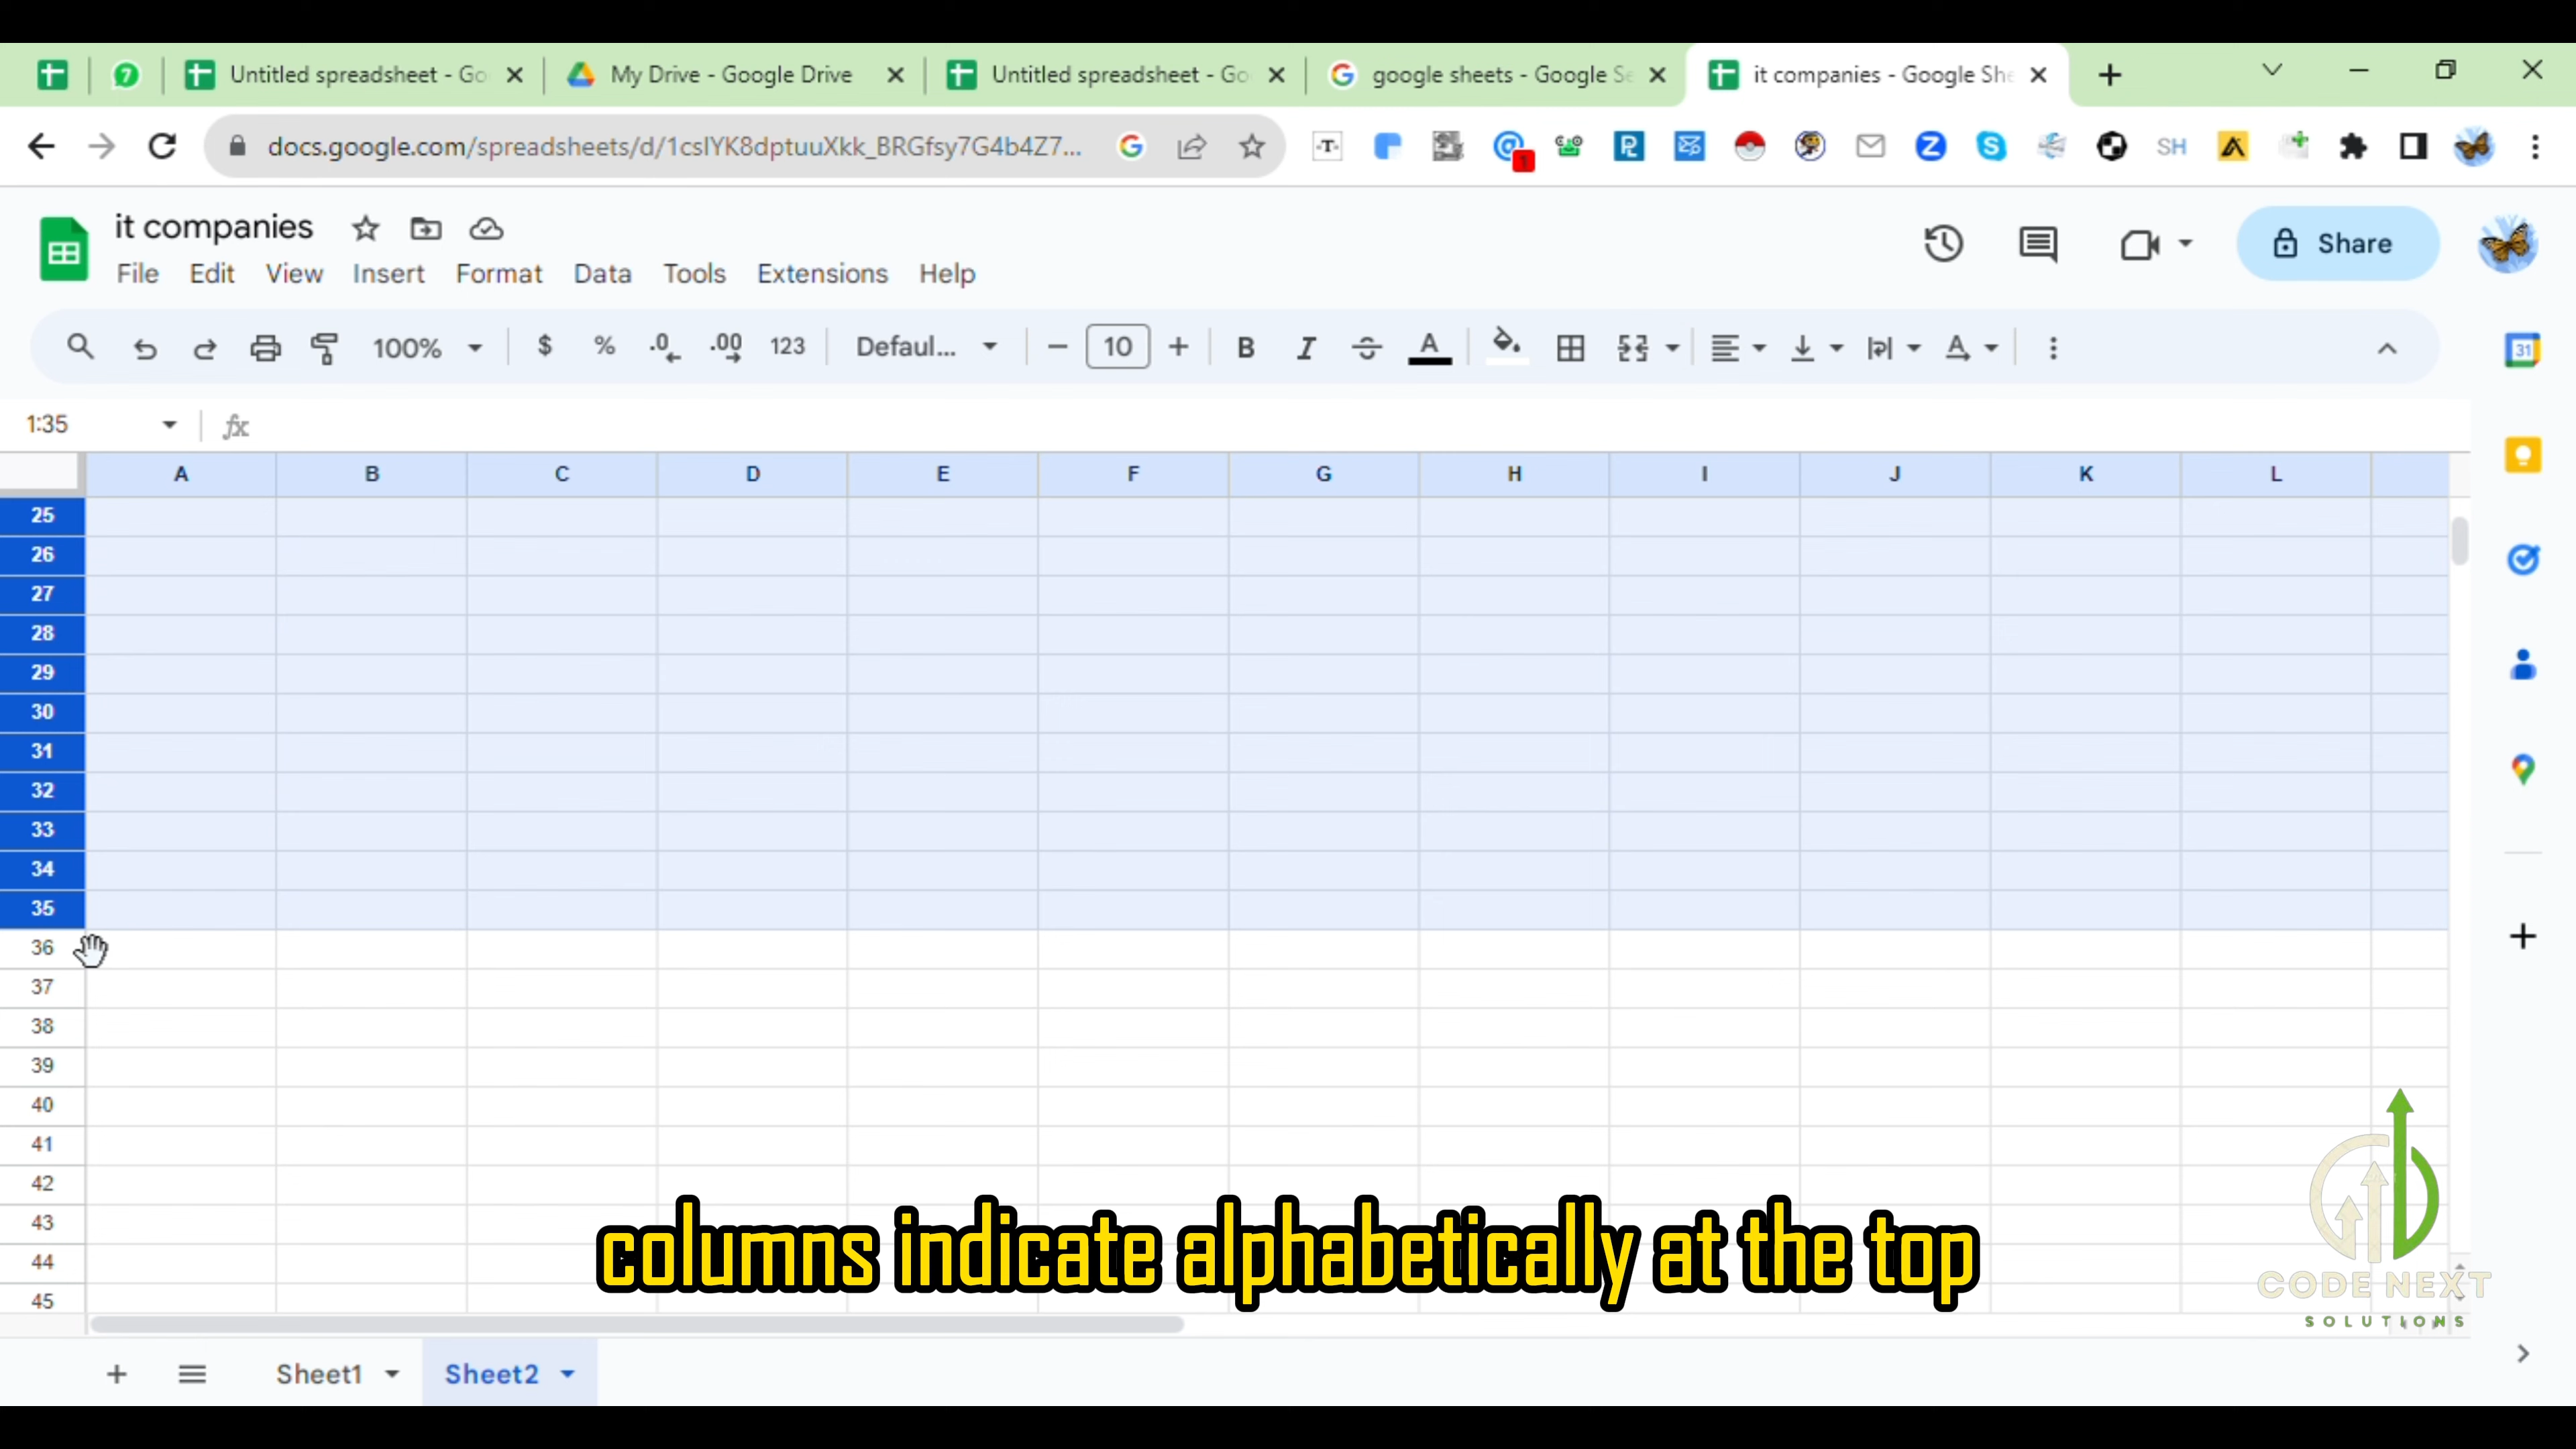 Untitled spreadsheet - Go
My Drive - Google Drive
Untitled spreadsheet - Go
google sheets - Google Se
it companies - Google She
docs.google.com/spreadsheets/d/1cslYK8dptuuXkk_BRGfsy7G4b4Z7...
it companies
File Edit View Insert Format Data Tools Extensions Help
Share
100% $ % .0 .00 123 Defaul... 10 B I A
31
1:35 fx
A B C D E F G H I J K L
25
26
27
28
29
30
31
32
33
34
35
36
37
38
39
40
41
42
43
44
45
columns indicate alphabetically at the top
CODE NEXT
SOLUTIONS
Sheet1 Sheet2